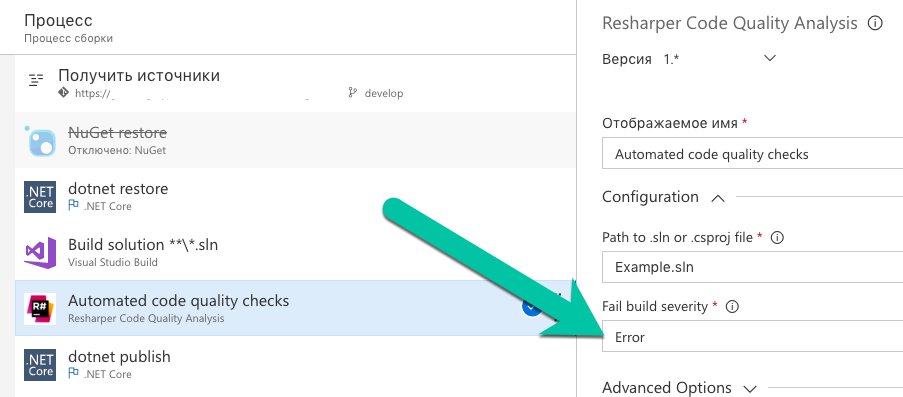 Процесс
Процесс сборки
Получить источники
https://
develop
NuGet restore
Отключено: NuGet
.NET
Core
dotnet restore
.NET Core
Build solution **\*.sln
Visual Studio Build
R#
Automated code quality checks
Resharper Code Quality Analysis
.NET
Core
dotnet publish
.NET Core
Resharper Code Quality Analysis
Версия 1.*
Отображаемое имя *
Automated code quality checks
Configuration
Path to .sln or .csproj file *
Example.sln
Fail build severity *
Error
Advanced Options